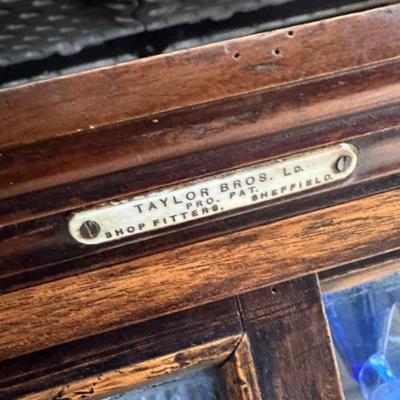 TAYLOR BROS. LD.
PRO. PAT.
SHOP FITTERS, SHEFFIELD.